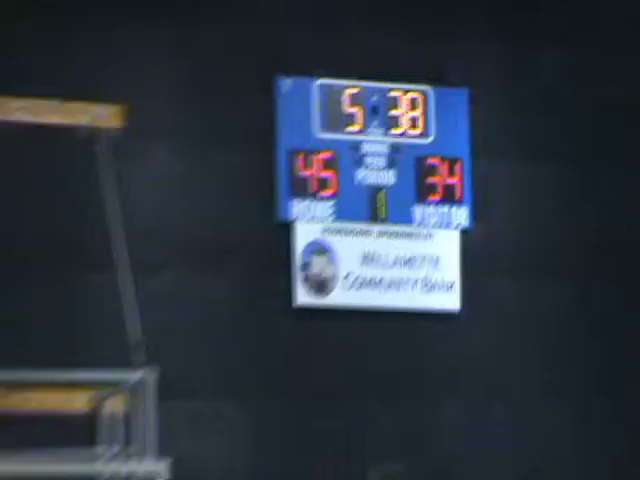 5:38
45 34
HOME 1 VISITOR
WILLAMETTE
COMMUNITY BANK